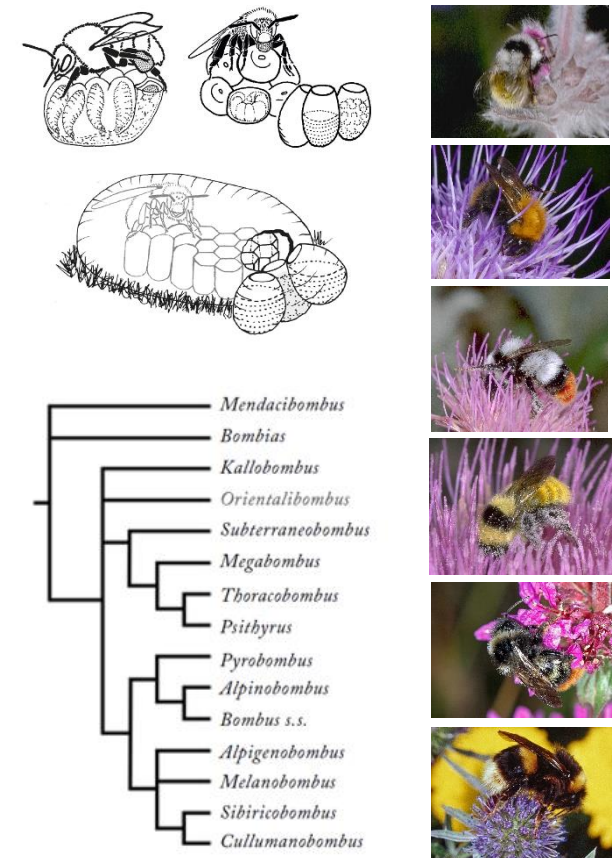 Mendacibombus
Bombias
Kallobombus
Orientalibombus
Subterraneobombus
Megabombus
Thoracobombus
Psithyrus
Pyrobombus
Alpinobombus
Bombus s.s.
Alpigenobombus
Melanobombus
Sibiricobombus
Cullumanobombus